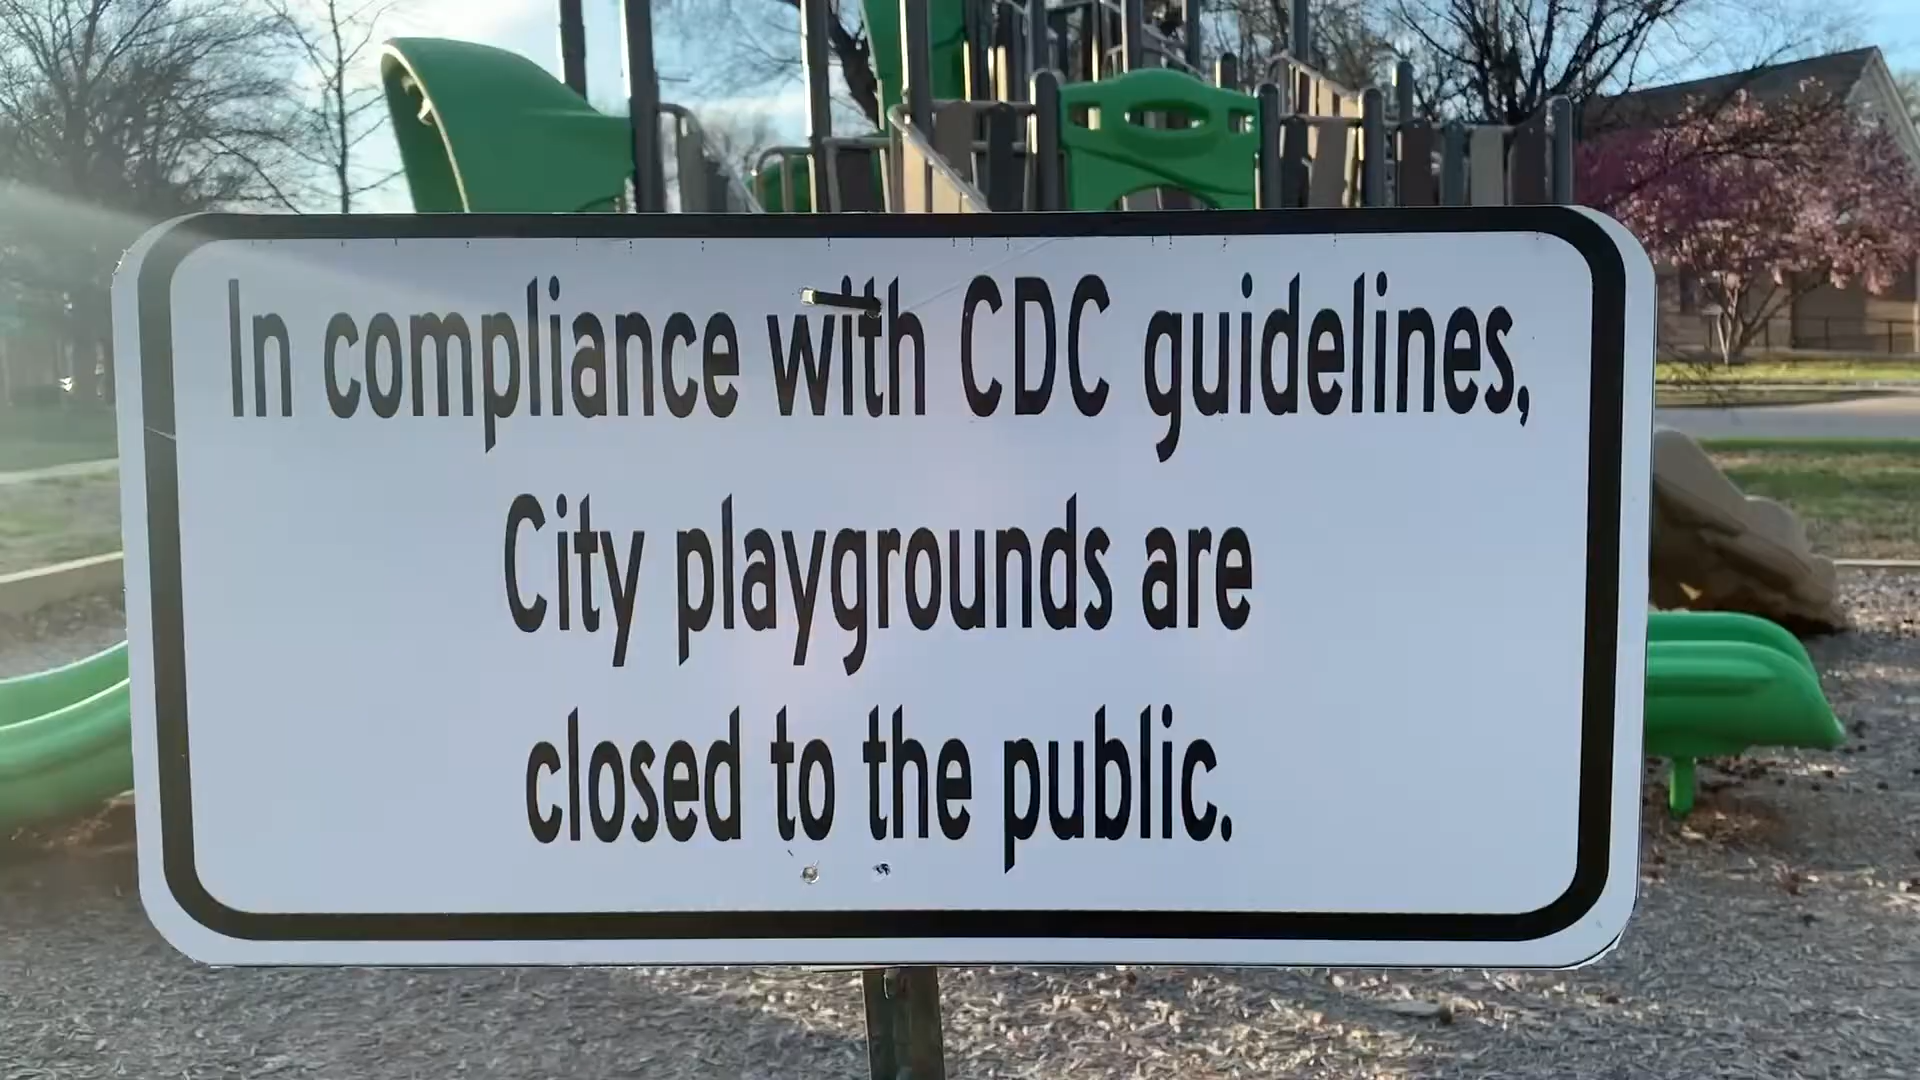 In compliance with CDC guidelines,
City playgrounds are
closed to the public.